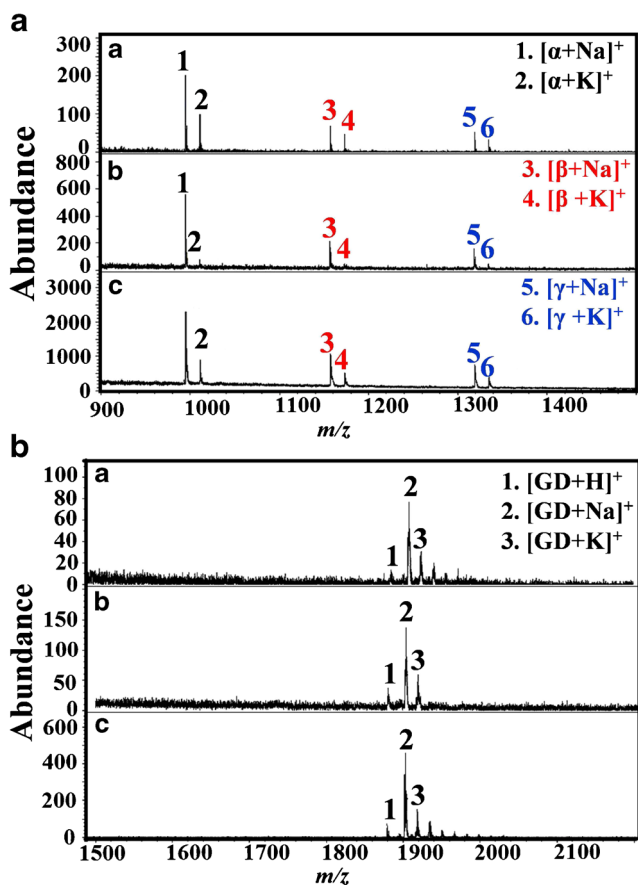 a
a
300
200
100
0
1
2
3
4
5
6
1. [α+Na]⁺
2. [α+K]⁺
b
800
600
400
200
0
1
2
3
4
5
6
3. [β+Na]⁺
4. [β +K]⁺
c
3000
2000
1000
0
2
3
4
5
6
5. [γ+Na]⁺
6. [γ +K]⁺
Abundance
900 1000 1100 1200 1300 1400
m/z
b
a
100
80
60
40
20
0
1
2
3
1. [GD+H]⁺
2. [GD+Na]⁺
3. [GD+K]⁺
b
150
100
50
0
1
2
3
c
600
400
200
0
1
2
3
Abundance
1500 1600 1700 1800 1900 2000 2100
m/z